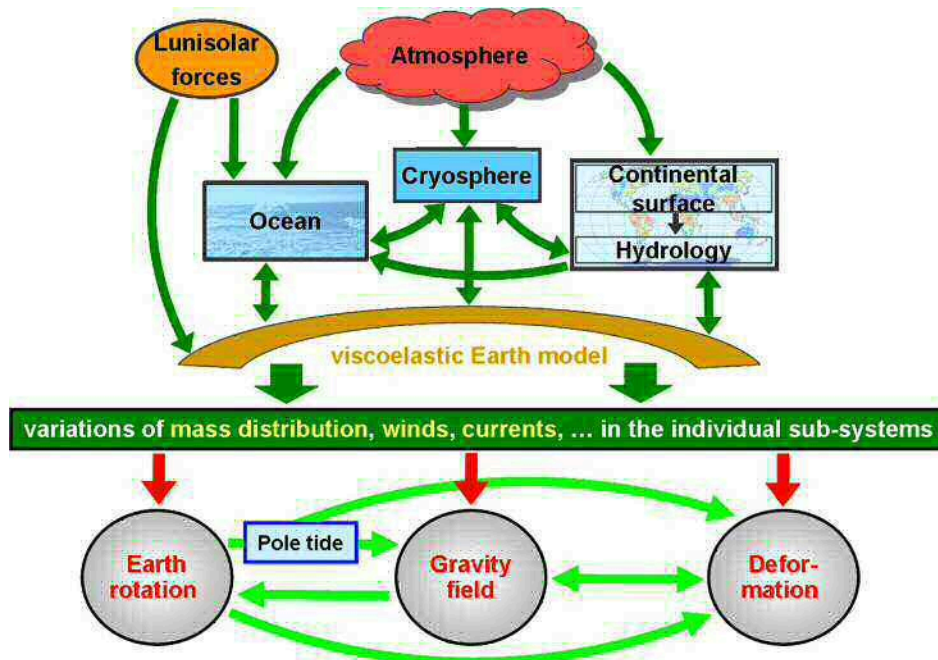 Lunisolar
forces
Atmosphere
Cryosphere
Continental
surface
Ocean
Hydrology
viscoelastic Earth model
variations of mass distribution, winds, currents, … in the individual sub-systems
Pole tide
Earth
rotation
Gravity
field
Defor-
mation